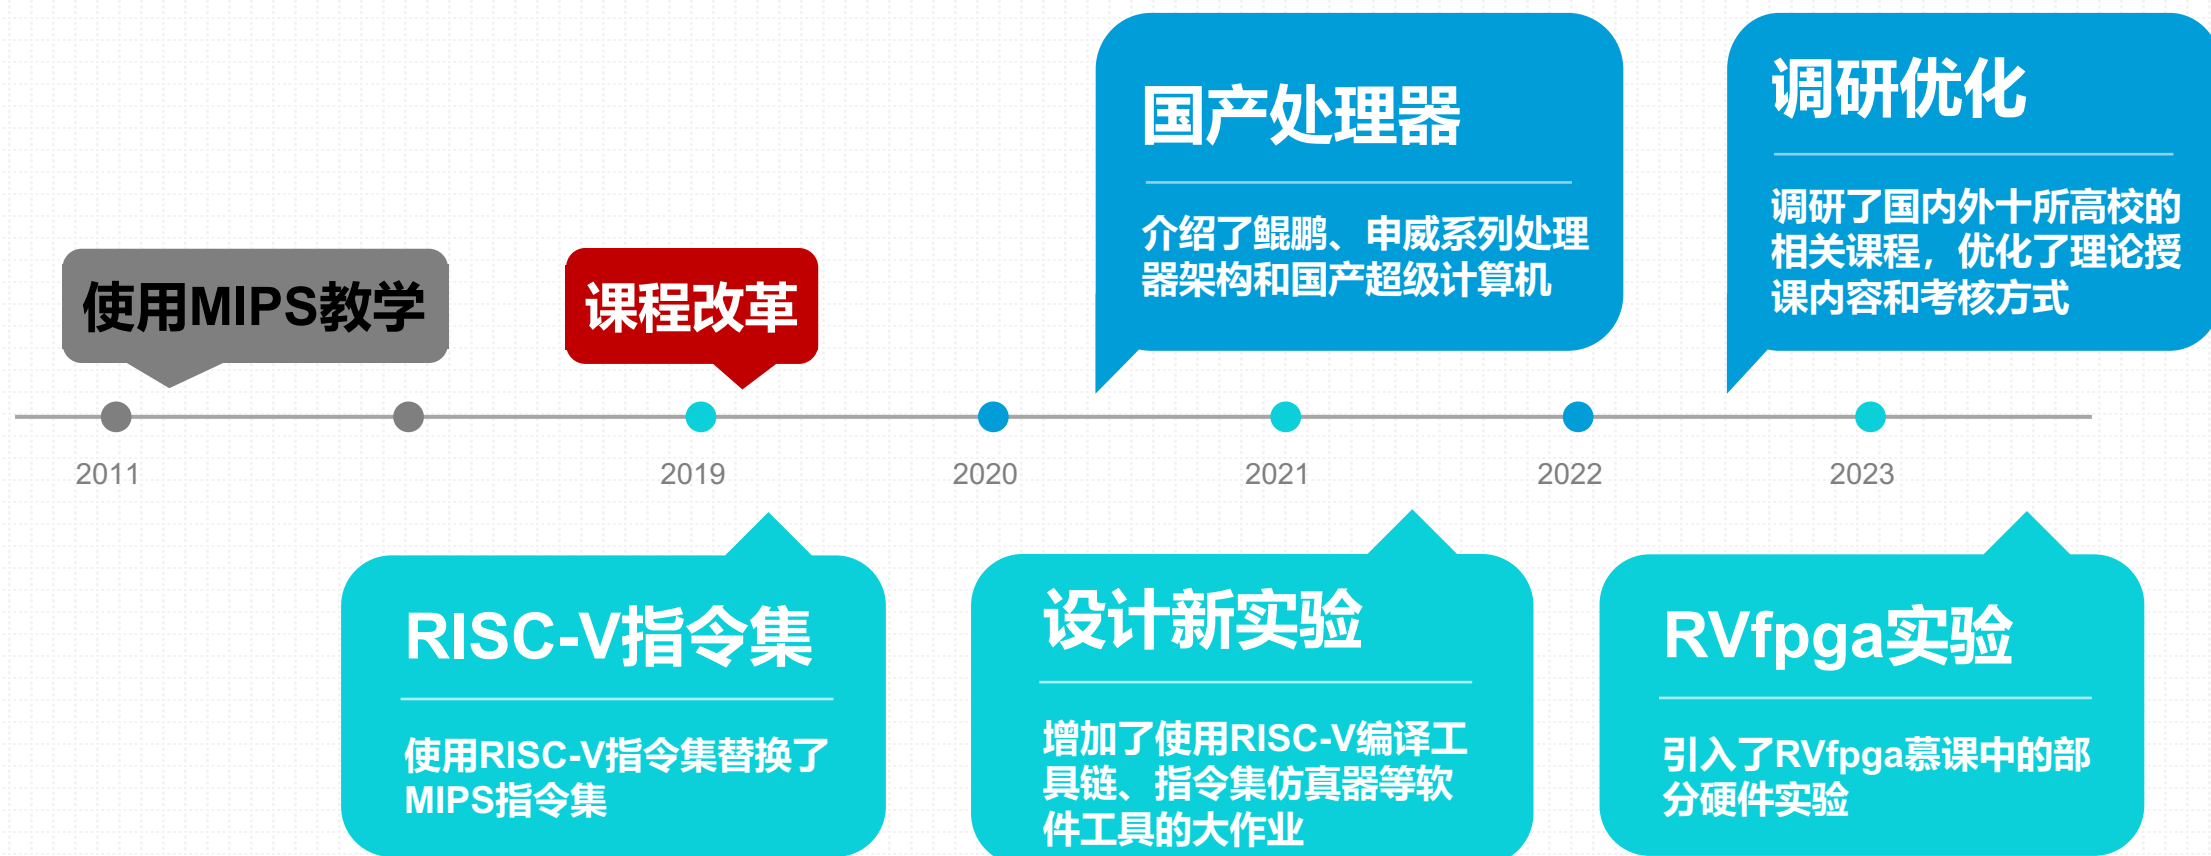 使用MIPS教学
课程改革
国产处理器
介绍了鲲鹏、申威系列处理
器架构和国产超级计算机
调研优化
调研了国内外十所高校的
相关课程，优化了理论授
课内容和考核方式
2011
2019
2020
2021
2022
2023
RISC-V指令集
使用RISC-V指令集替换了
MIPS指令集
设计新实验
增加了使用RISC-V编译工
具链、指令集仿真器等软
件工具的大作业
RVfpga实验
引入了RVfpga慕课中的部
分硬件实验